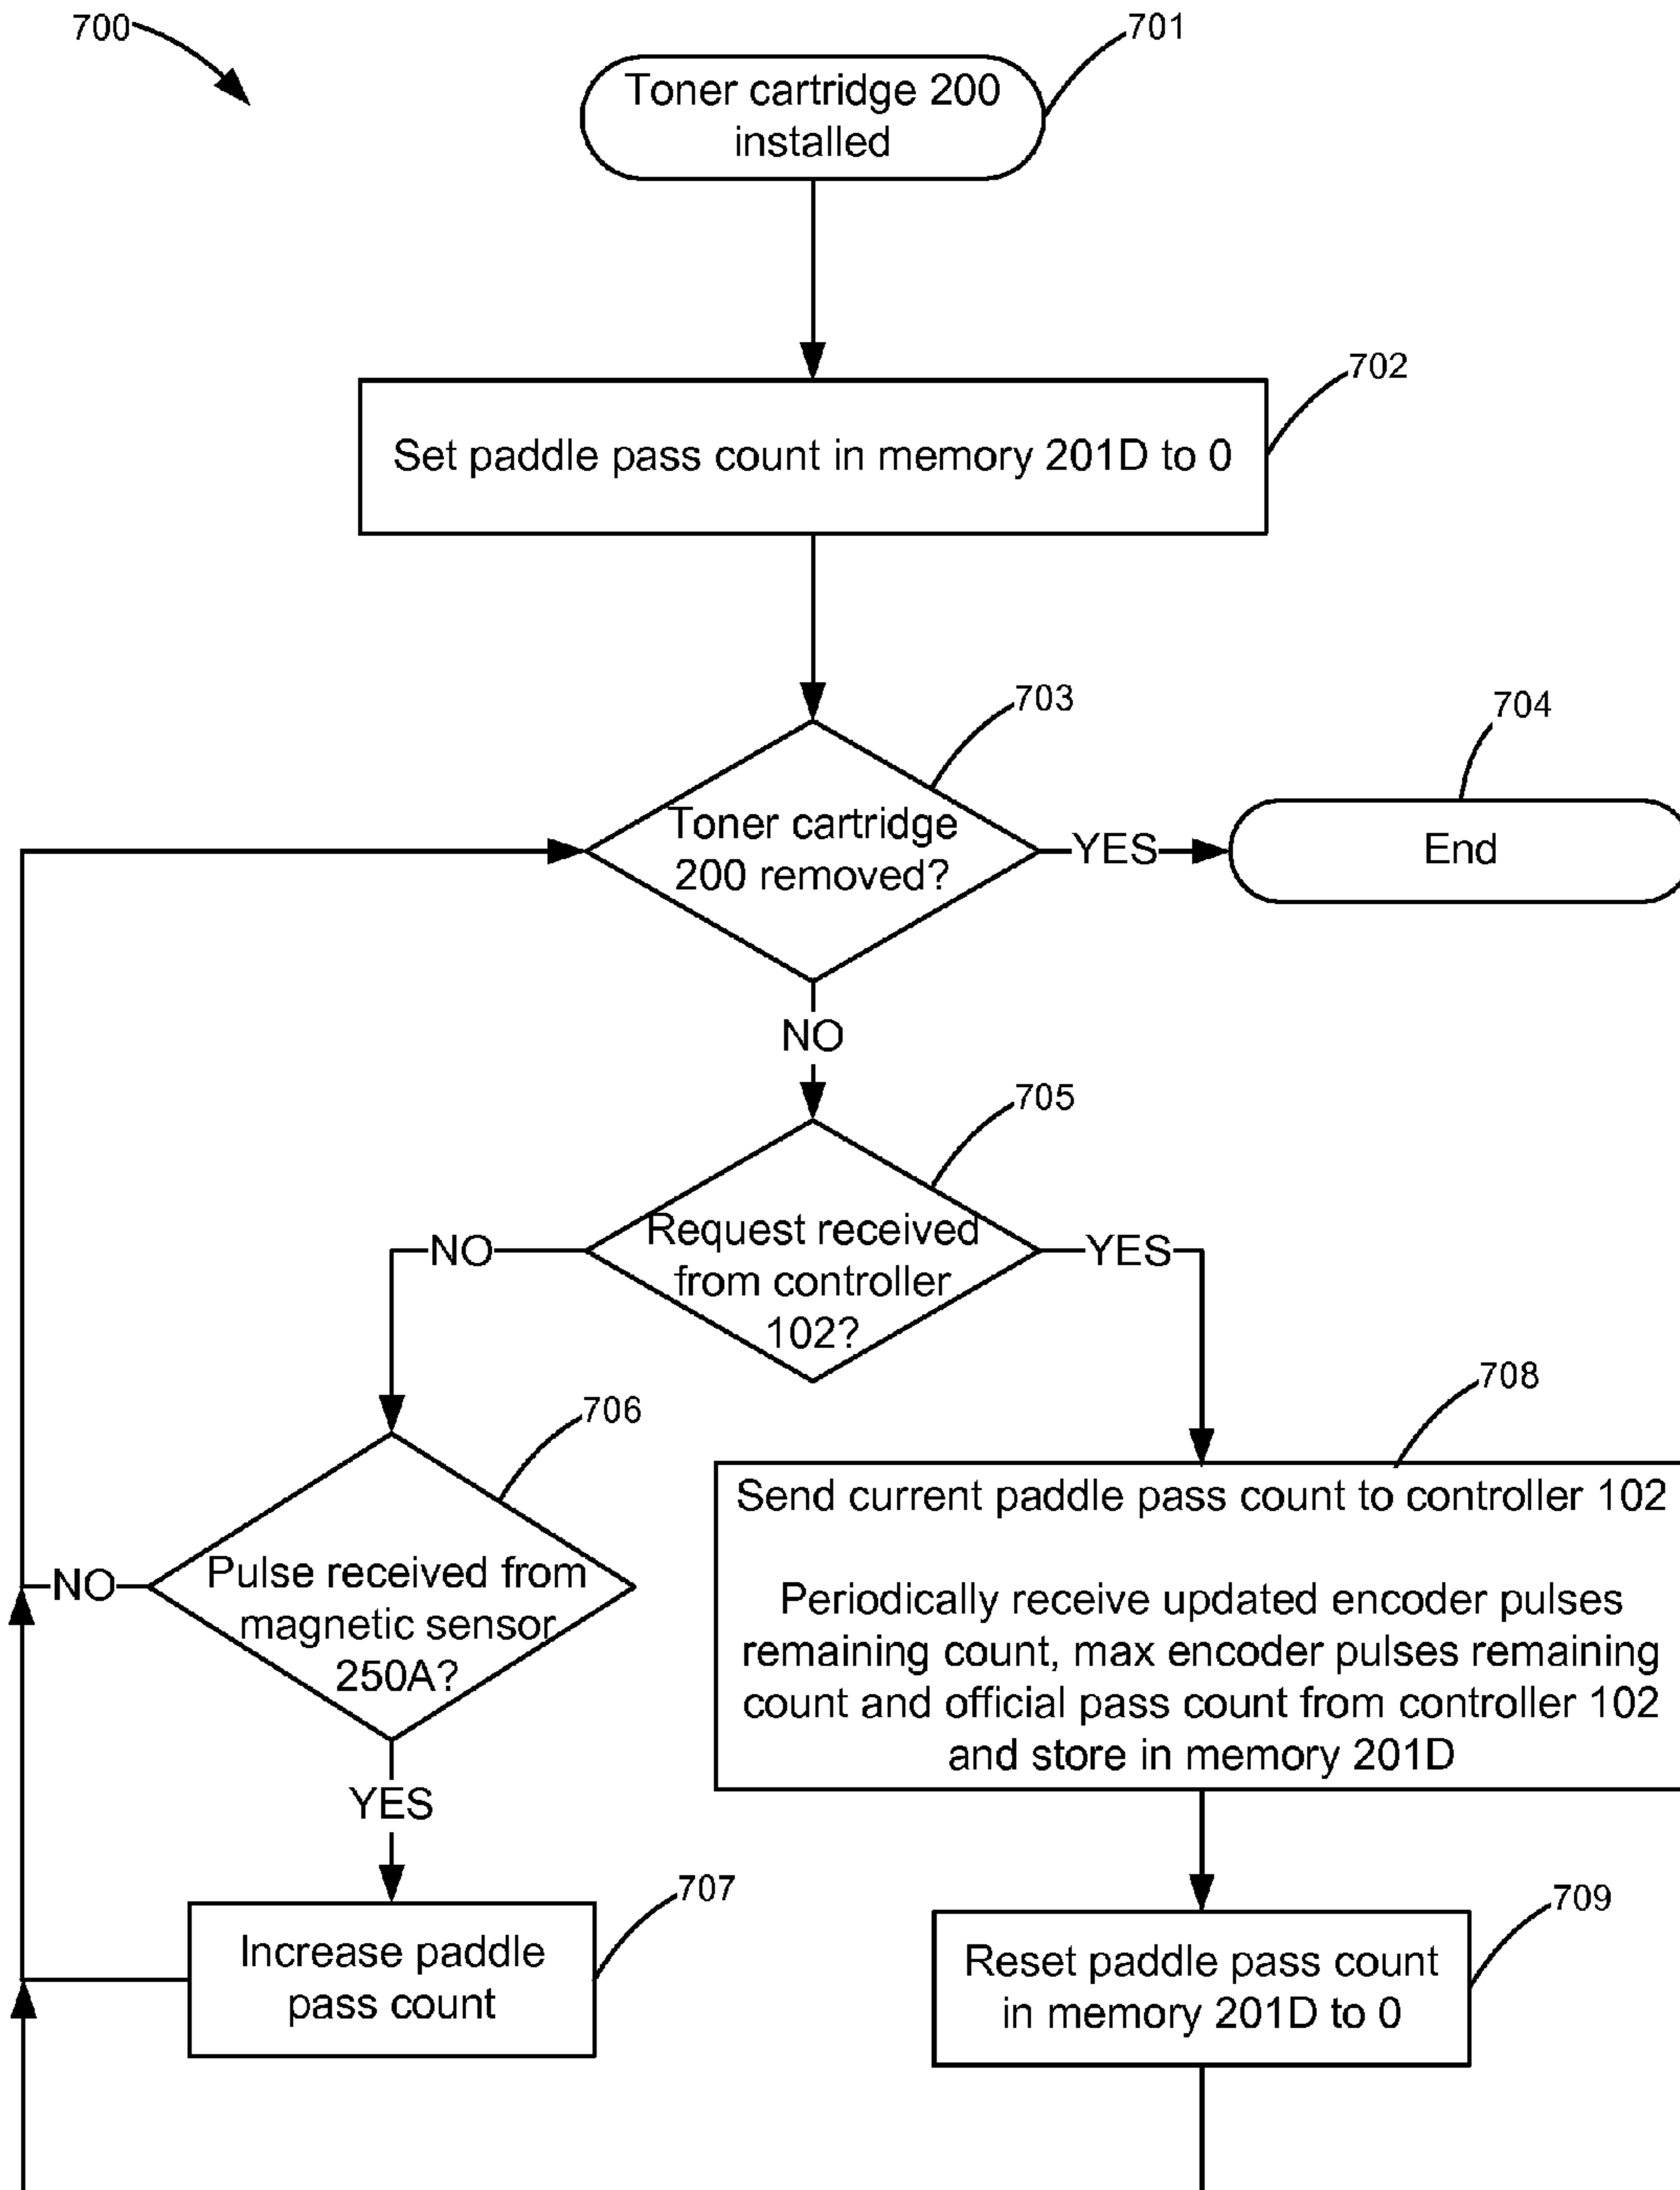 700
701
Toner cartridge 200
installed
702
Set paddle pass count in memory 201D to 0
703
Toner cartridge
200 removed?
YES
704
End
NO
705
Request received
from controller
102?
NO
YES
706
Pulse received from
magnetic sensor
250A?
NO
YES
707
Increase paddle
pass count
708
Send current paddle pass count to controller 102
Periodically receive updated encoder pulses
remaining count, max encoder pulses remaining
count and official pass count from controller 102
and store in memory 201D
709
Reset paddle pass count
in memory 201D to 0